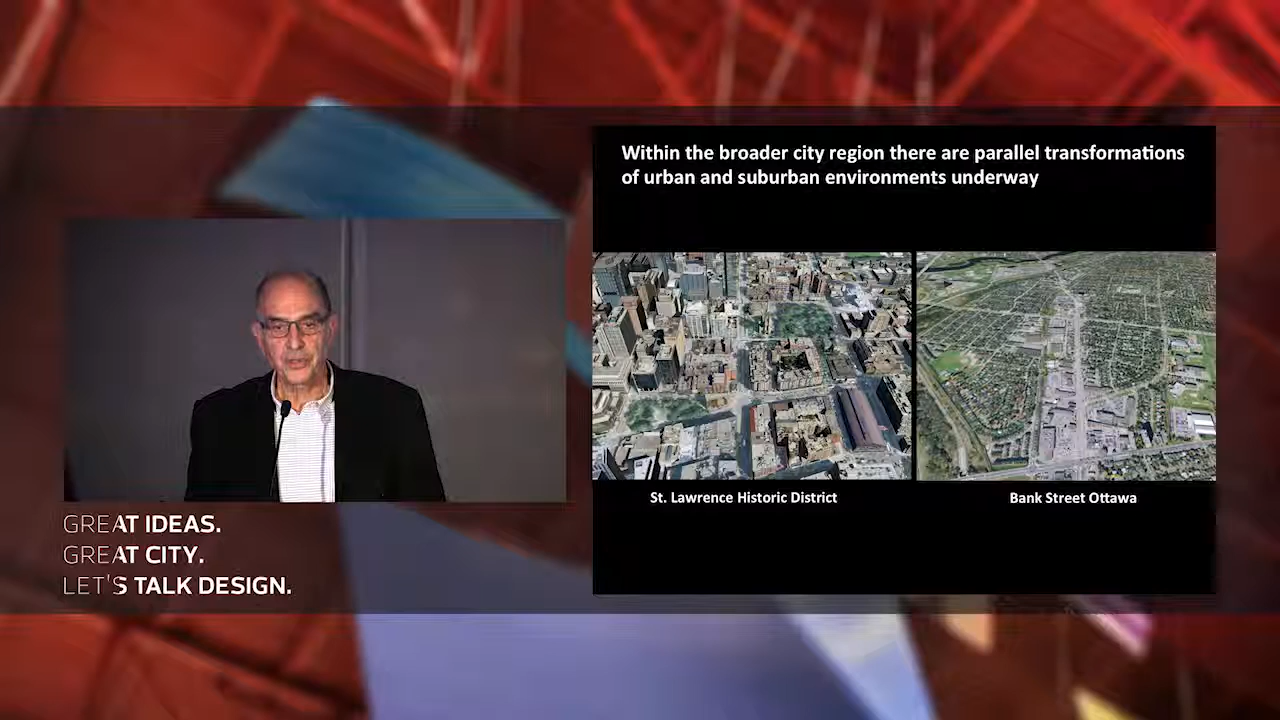 Within the broader city region there are parallel transformations
of urban and suburban environments underway
St. Lawrence Historic District
Bank Street Ottawa
GREAT IDEAS.
GREAT CITY.
LET'S TALK DESIGN.